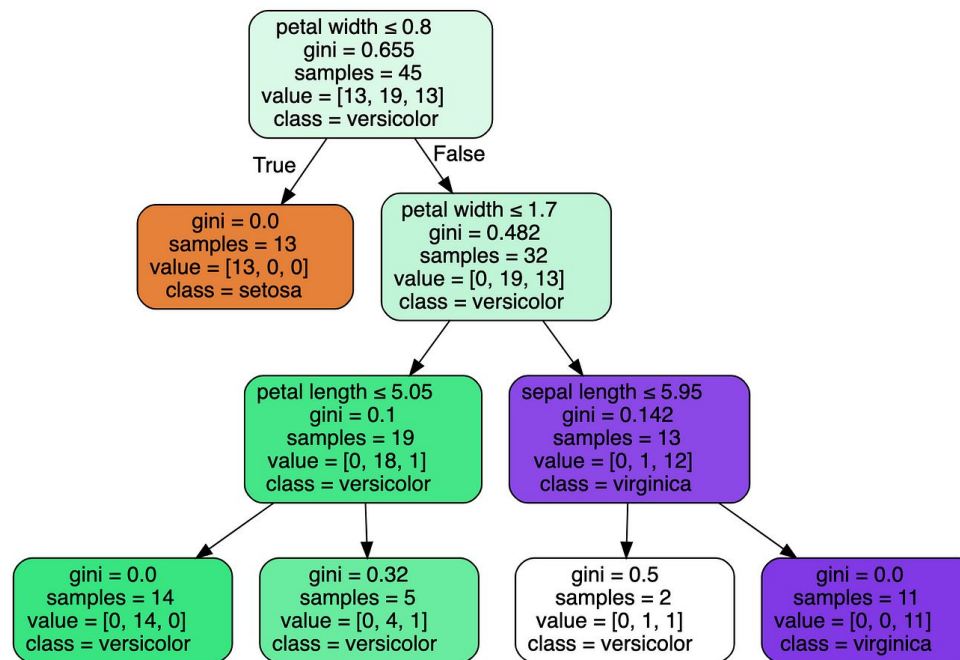 petal width ≤ 0.8
gini = 0.655
samples = 45
value = [13, 19, 13]
class = versicolor
True
False
gini = 0.0
samples = 13
value = [13, 0, 0]
class = setosa
petal width ≤ 1.7
gini = 0.482
samples = 32
value = [0, 19, 13]
class = versicolor
petal length ≤ 5.05
gini = 0.1
samples = 19
value = [0, 18, 1]
class = versicolor
sepal length ≤ 5.95
gini = 0.142
samples = 13
value = [0, 1, 12]
class = virginica
gini = 0.0
samples = 14
value = [0, 14, 0]
class = versicolor
gini = 0.32
samples = 5
value = [0, 4, 1]
class = versicolor
gini = 0.5
samples = 2
value = [0, 1, 1]
class = versicolor
gini = 0.0
samples = 11
value = [0, 0, 11]
class = virginica